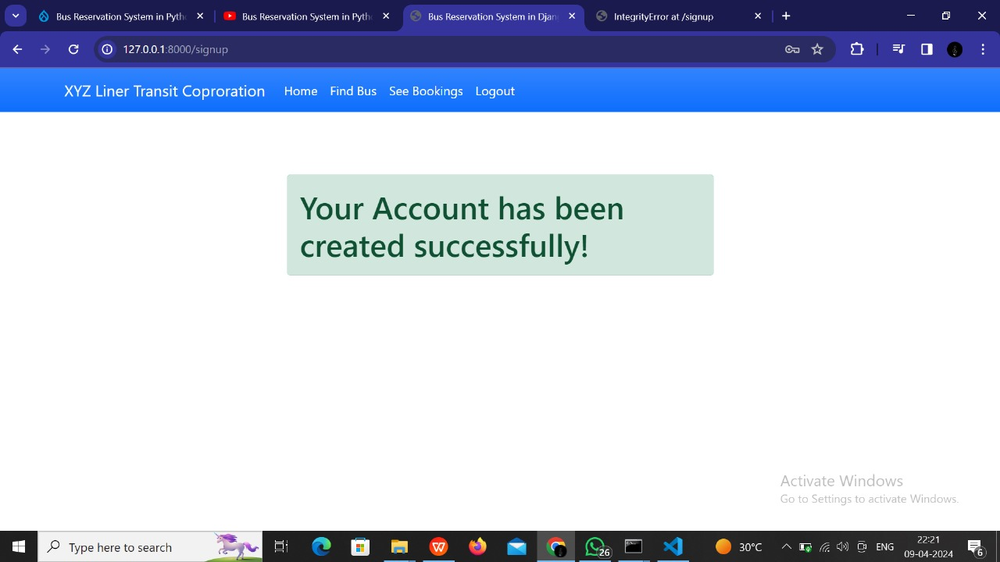 Bus Reservation System in Pytho
Bus Reservation System in Pytho
Bus Reservation System in Djan
IntegrityError at /signup
127.0.0.1:8000/signup
XYZ Liner Transit Coproration
Home
Find Bus
See Bookings
Logout
Your Account has been
created successfully!
Activate Windows
Go to Settings to activate Windows.
Type here to search
26
30°C
ENG
22:21
09-04-2024
6